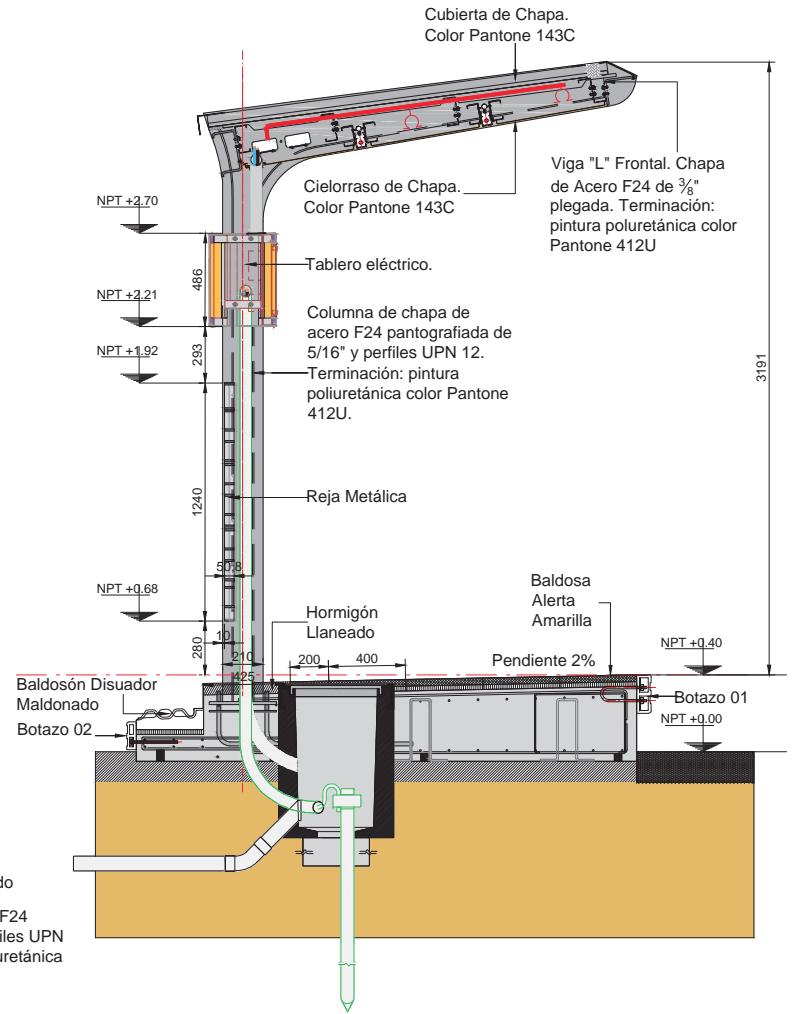 Cubierta de Chapa.
Color Pantone 143C
Viga "L" Frontal. Chapa
de Acero F24 de ⅜"
plegada. Terminación:
pintura poluretánica color
Pantone 412U
Cielorraso de Chapa.
Color Pantone 143C
NPT +2.70
Tablero eléctrico.
486
NPT +2.21
Columna de chapa de
acero F24 pantografiada de
5/16" y perfiles UPN 12.
Terminación: pintura
poliuretánica color Pantone
412U.
293
NPT +1.92
3191
1240
Reja Metálica
50.8
NPT +0.68
Hormigón
Llaneado
Baldosa
Alerta
Amarilla
10
280
210
200
400
Pendiente 2%
NPT +0.40
425
Baldosón Disuador
Maldonado
Botazo 01
Botazo 02
NPT +0.00
do
F24
files UPN
uretánica